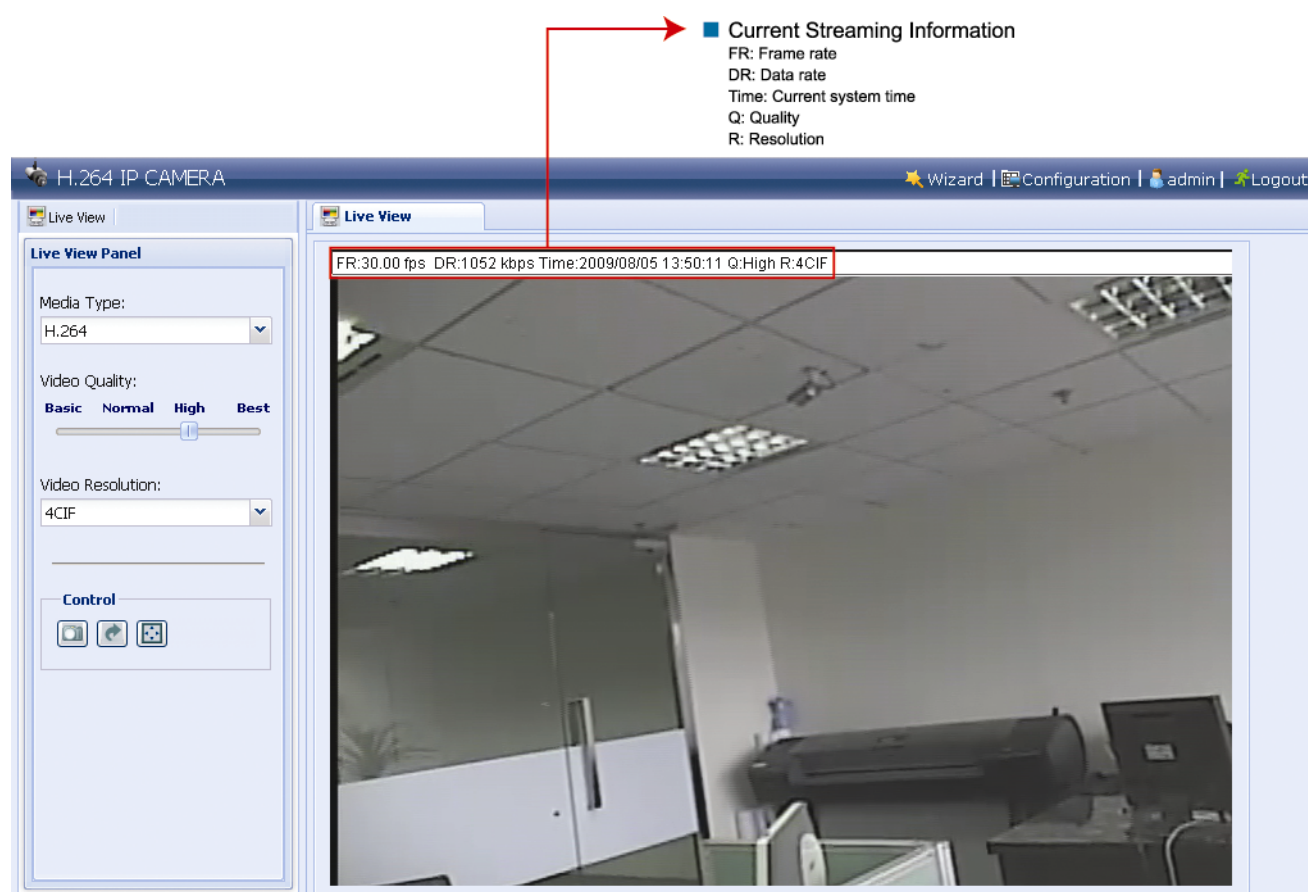 Current Streaming Information
FR: Frame rate
DR: Data rate
Time: Current system time
Q: Quality
R: Resolution
H.264 IP CAMERA
Wizard | Configuration | admin | Logout
Live View
Live View
Live View Panel
FR:30.00 fps DR:1052 kbps Time:2009/08/05 13:50:11 Q:High R:4CIF
Media Type:
H.264
Video Quality:
Basic Normal High Best
Video Resolution:
4CIF
Control